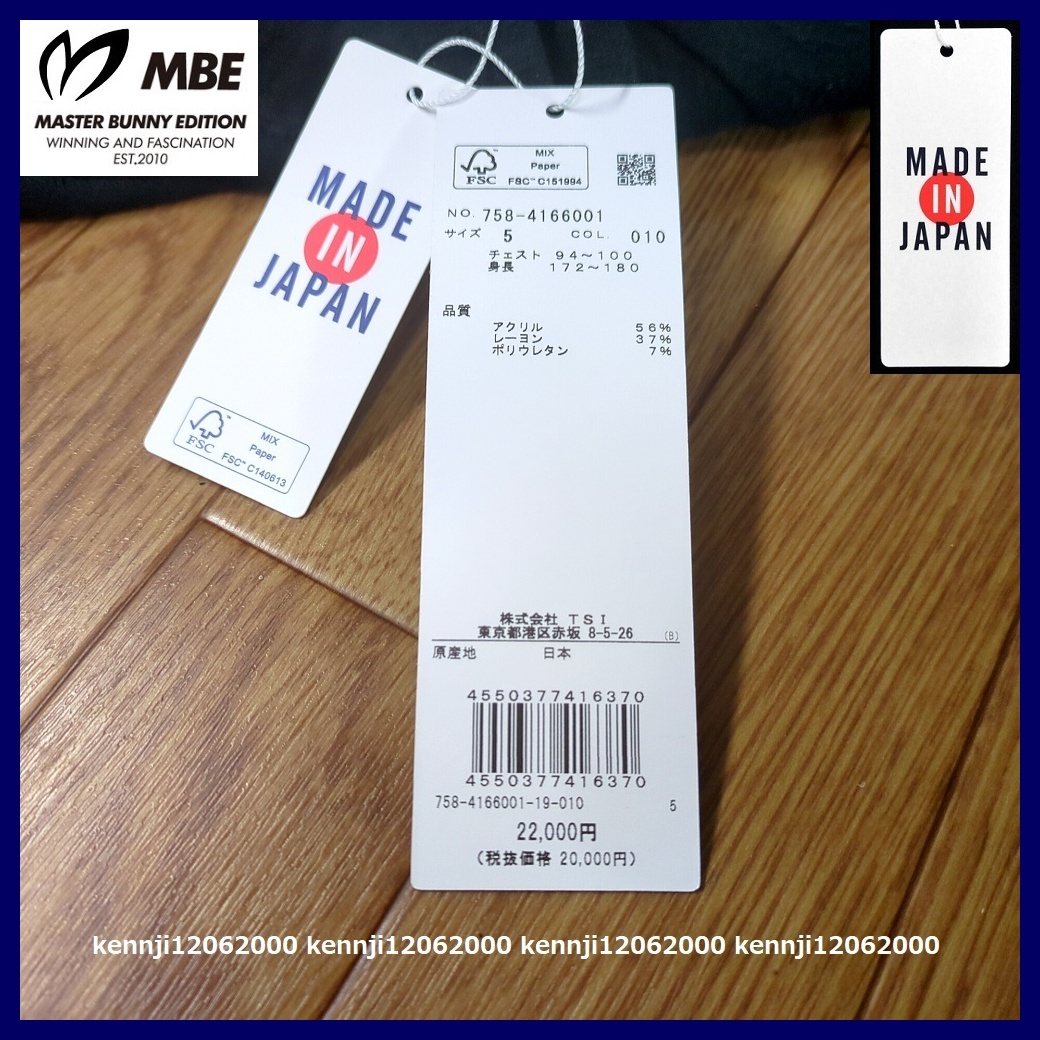 MBE
MASTER BUNNY EDITION
WINNING AND FASCINATION
EST,2010
MADE
IN
JAPAN
FSC™
MIX
Paper
FSC™ C140613
FSC™
MIX
Paper
FSC™ C151994
NO. 758-4166001
サイズ 5 COL. 010
チェスト 94～100
身長 172～180
品質
アクリル 56%
レーヨン 37%
ポリウレタン 7%
株式会社 TSI
東京都港区赤坂 8-5-26 (B)
原産地 日本
4550377416370
4550377416370
758-4166001-19-010 5
22,000円
(税抜価格 20,000円)
MADE
IN
JAPAN
kennji12062000 kennji12062000 kennji12062000 kennji12062000